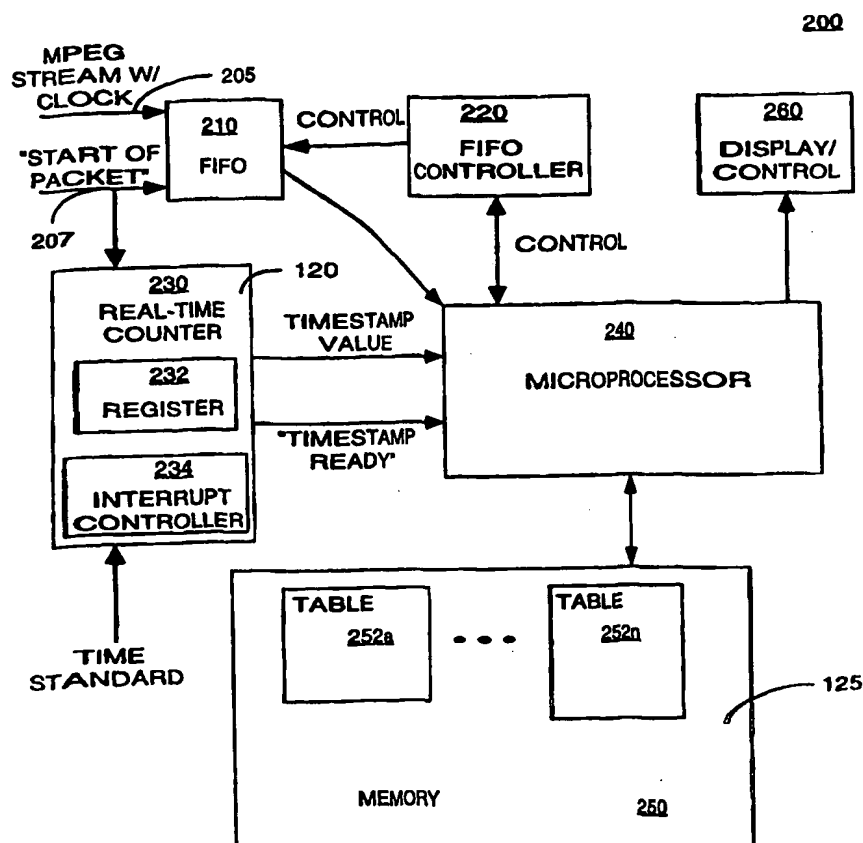 200
MPEG
STREAM W/
CLOCK
205
"START OF
PACKET"
207
210
FIFO
CONTROL
220
FIFO
CONTROLLER
260
DISPLAY/
CONTROL
CONTROL
120
230
REAL-TIME
COUNTER
232
REGISTER
234
INTERRUPT
CONTROLLER
TIMESTAMP
VALUE
"TIMESTAMP
READY"
240
MICROPROCESSOR
TIME
STANDARD
TABLE
252a
TABLE
252n
125
MEMORY
250